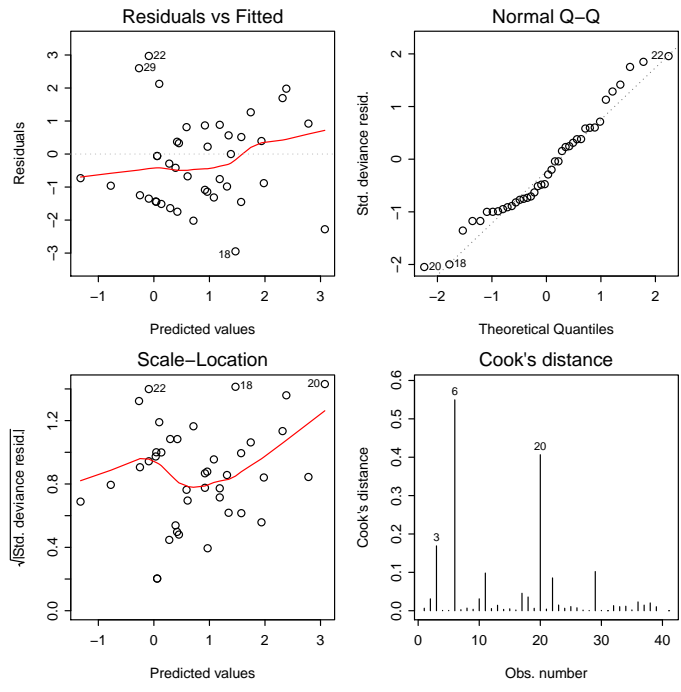 Residuals vs Fitted
Residuals
3
2
1
0
−1
−2
−3
22
29
18
−1 0 1 2 3
Predicted values
Normal Q−Q
Std. deviance resid.
2
1
0
−1
−2
22
20
18
−2 −1 0 1 2
Theoretical Quantiles
Scale−Location
√|Std. deviance resid.|
1.2
0.8
0.4
0.0
22
18
20
−1 0 1 2 3
Predicted values
Cook's distance
Cook's distance
0.6
0.5
0.4
0.3
0.2
0.1
0.0
6
20
3
0 10 20 30 40
Obs. number